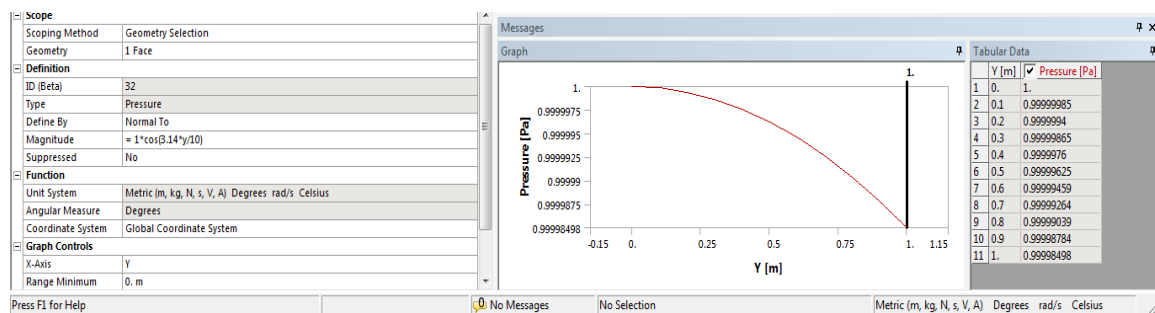 Scope
Scoping Method Geometry Selection
Geometry 1 Face
Definition
ID (Beta) 32
Type Pressure
Define By Normal To
Magnitude = 1*cos(3.14*y/10)
Suppressed No
Function
Unit System Metric (m, kg, N, s, V, A) Degrees rad/s Celsius
Angular Measure Degrees
Coordinate System Global Coordinate System
Graph Controls
X-Axis Y
Range Minimum 0. m
Messages
Graph
1.
1.
0.9999975
0.999995
0.9999925
0.99999
0.9999875
0.99998498
Pressure [Pa]
-0.15 0. 0.25 0.5 0.75 1. 1.15
Y [m]
Tabular Data
Y [m] Pressure [Pa]
1 0. 1.
2 0.1 0.99999985
3 0.2 0.9999994
4 0.3 0.99999865
5 0.4 0.9999976
6 0.5 0.99999625
7 0.6 0.99999459
8 0.7 0.99999264
9 0.8 0.99999039
10 0.9 0.99998784
11 1. 0.99998498
Press F1 for Help
0 No Messages
No Selection
Metric (m, kg, N, s, V, A) Degrees rad/s Celsius